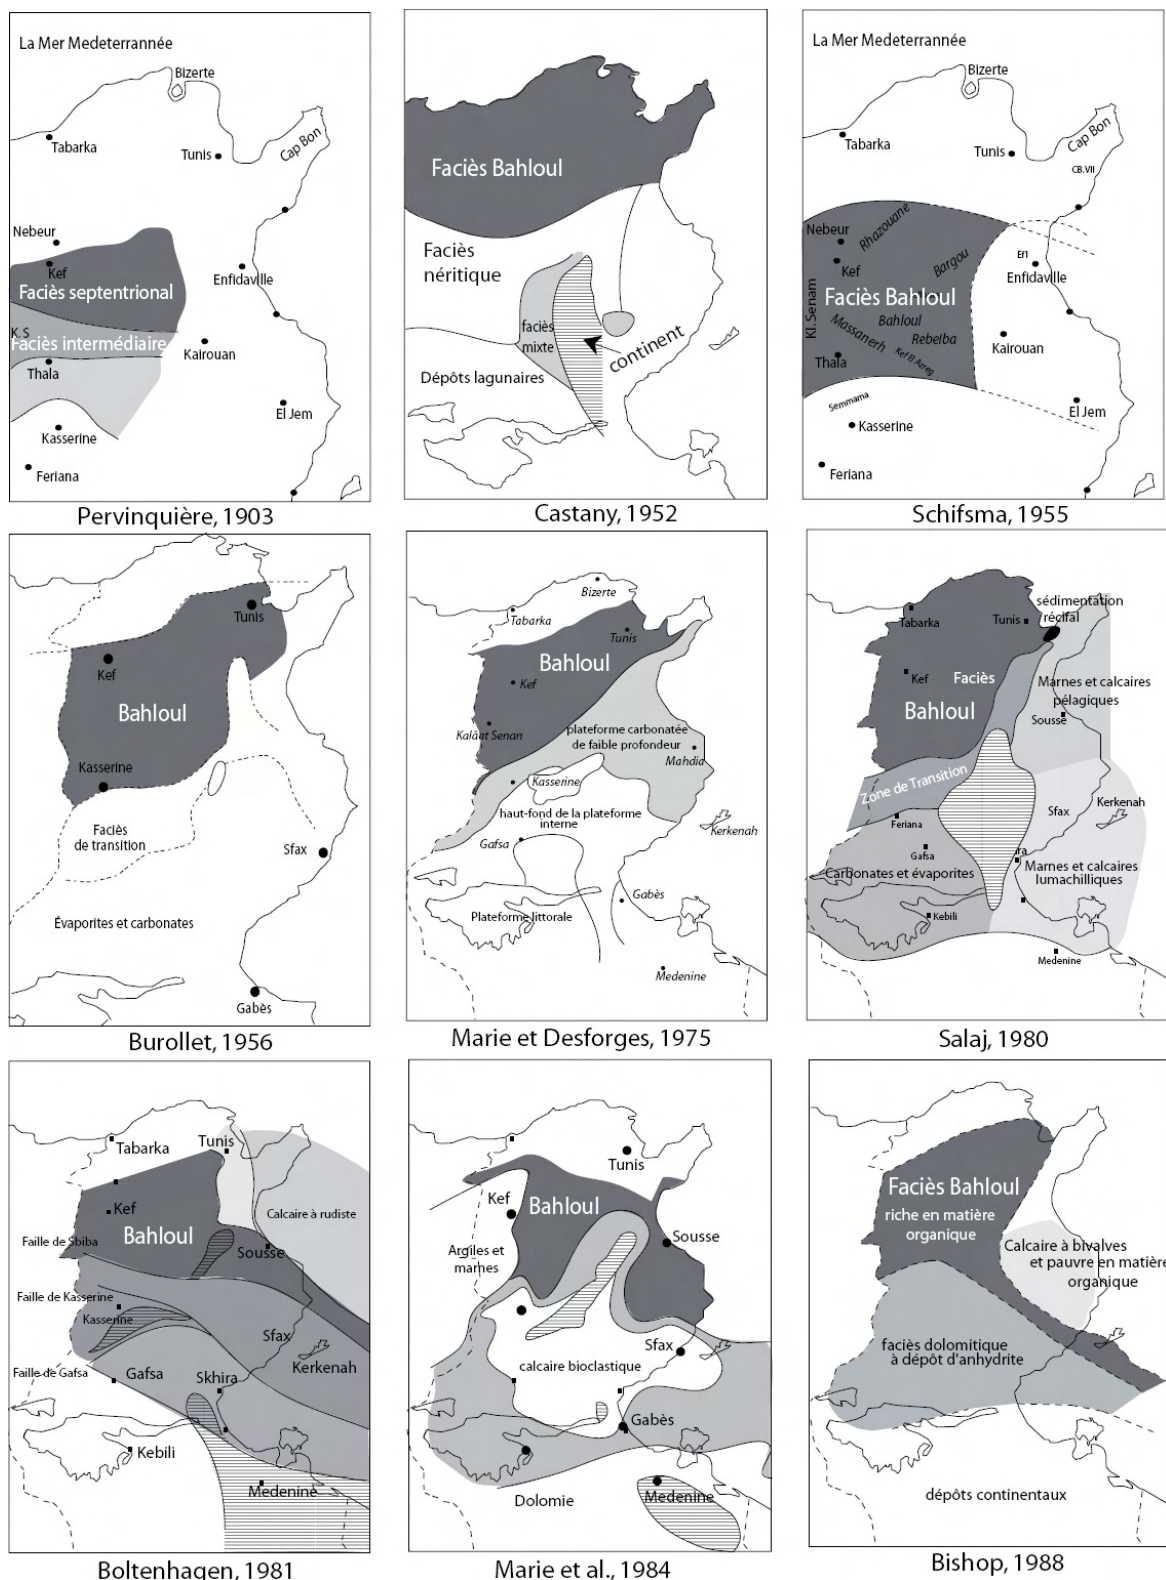 La Mer Medeterrannée
Bizerte
Tabarka
Tunis
Cap Bon
Nebeur
Kef
Faciès septentrional
Enfidaville
K.S
Faciès intermédiaire
Thala
Kairouan
El Jem
Kasserine
Feriana
Pervinquière, 1903
Faciès Bahloul
Faciès
néritique
faciès
mixte
continent
Dépôts lagunaires
Castany, 1952
La Mer Medeterrannée
Bizerte
Tabarka
Tunis
Cap Bon
CB.VII
Nebeur
Rhazouane
Kef
Bargou
Ef1
Enfidaville
Kl. Senam
Faciès Bahloul
Bahloul
Massanerh
Rebeiba
Kef El Azreg
Kairouan
Thala
Semmama
El Jem
Kasserine
Feriana
Schifsma, 1955
Tunis
Kef
Bahloul
Kasserine
Faciès
de transition
Sfax
Évaporites et carbonates
Gabès
Burollet, 1956
Bizerte
Tabarka
Tunis
Bahloul
Kef
Kalâat Senan
plateforme carbonatée
de faible profondeur
Mahdia
Kasserine
haut-fond de la plateforme
interne
Kerkenah
Gafsa
Gabès
Plateforme littorale
Medenine
Marie et Desforges, 1975
sédimentation
récifal
Tabarka
Tunis
Kef
Faciès
Marnes et calcaires
pélagiques
Bahloul
Sousse
Zone de Transition
Sfax
Kerkenah
Feriana
Gafsa
ra
Carbonates et évaporites
Marnes et calcaires
lumachilliques
Kebili
Medenine
Salaj, 1980
Tabarka
Tunis
Kef
Calcaire à rudiste
Bahloul
Faille de Sbiba
Sousse
Faille de Kasserine
Kasserine
Sfax
Kerkenah
Faille de Gafsa
Gafsa
Skhira
Kebili
Medenine
Boltenhagen, 1981
Tunis
Kef
Bahloul
Sousse
Argiles et
marnes
Sfax
calcaire bioclastique
Gabès
Dolomie
Medenine
Marie et al., 1984
Faciès Bahloul
riche en matière
organique
Calcaire à bivalves
et pauvre en matière
organique
faciès dolomitique
à dépôt d'anhydrite
dépôts continentaux
Bishop, 1988